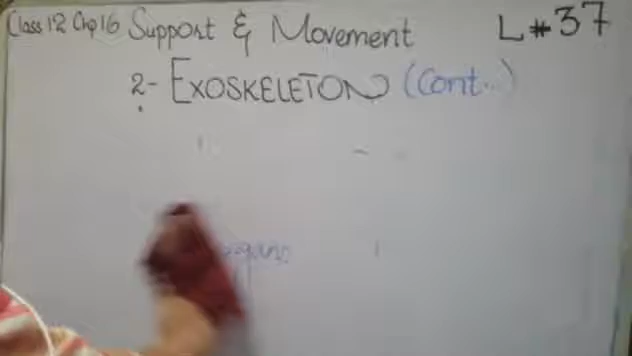 Class 12 Chp 16 Support & Movement L#37
2- EXOSKELETON (Cont...)